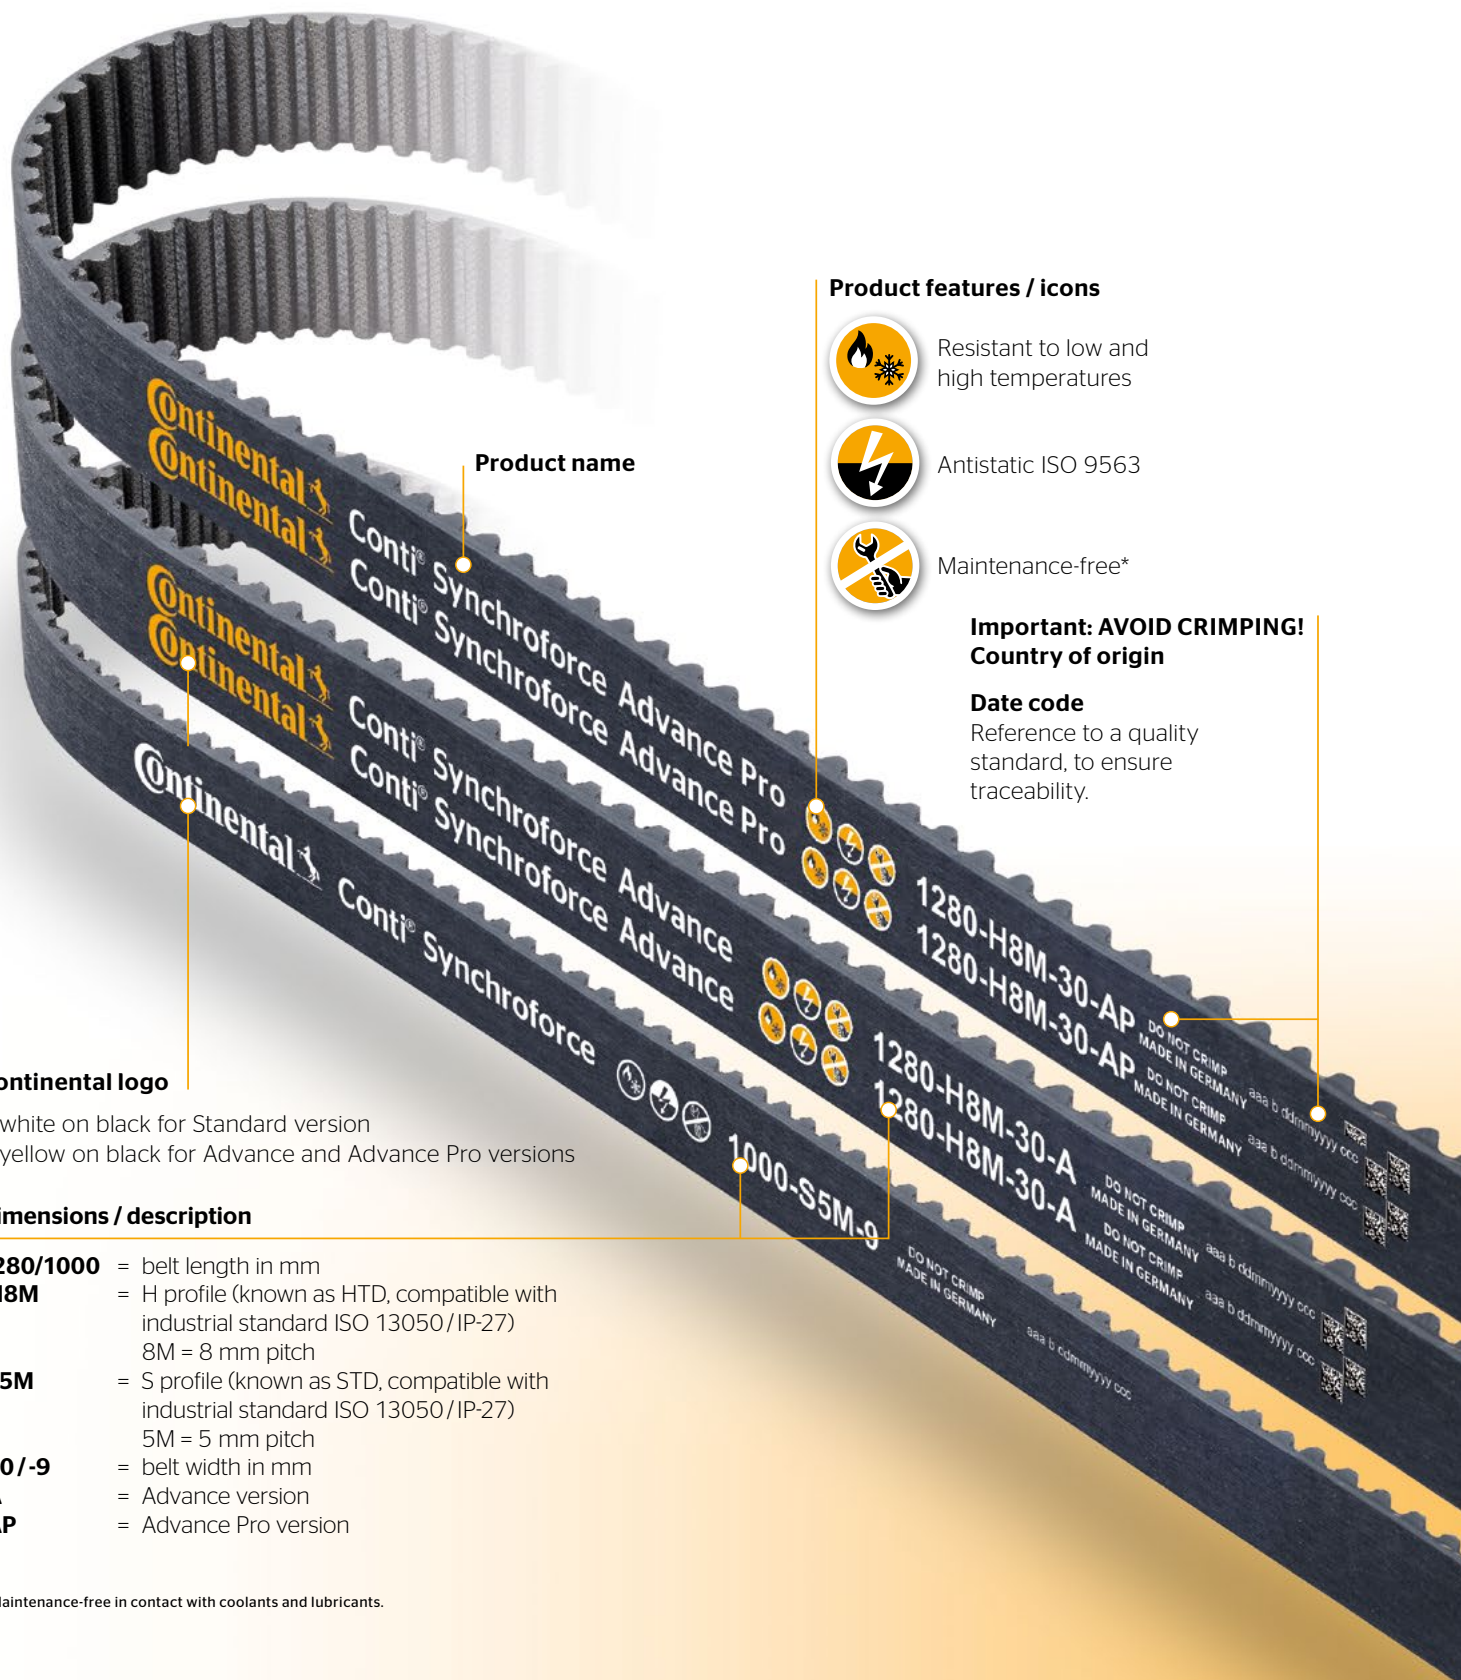 Product features / icons
Resistant to low and
high temperatures
Antistatic ISO 9563
Maintenance-free*
Product name
Important: AVOID CRIMPING!
Country of origin
Date code
Reference to a quality
standard, to ensure
traceability.
Continental Conti® Synchroforce Advance Pro 1280-H8M-30-AP DO NOT CRIMP MADE IN GERMANY aaa b ddmmyyyy ccc
Continental Conti® Synchroforce Advance Pro 1280-H8M-30-AP DO NOT CRIMP MADE IN GERMANY aaa b ddmmyyyy ccc
Continental Conti® Synchroforce Advance 1280-H8M-30-A DO NOT CRIMP MADE IN GERMANY aaa b ddmmyyyy ccc
Continental Conti® Synchroforce Advance 1280-H8M-30-A DO NOT CRIMP MADE IN GERMANY aaa b ddmmyyyy ccc
Continental Conti® Synchroforce 1000-S5M-9 DO NOT CRIMP MADE IN GERMANY aaa b ddmmyyyy ccc
ontinental logo
white on black for Standard version
yellow on black for Advance and Advance Pro versions
imensions / description
280/1000 = belt length in mm
8M = H profile (known as HTD, compatible with
industrial standard ISO 13050/IP-27)
8M = 8 mm pitch
5M = S profile (known as STD, compatible with
industrial standard ISO 13050/IP-27)
5M = 5 mm pitch
0/-9 = belt width in mm
= Advance version
AP = Advance Pro version
aintenance-free in contact with coolants and lubricants.